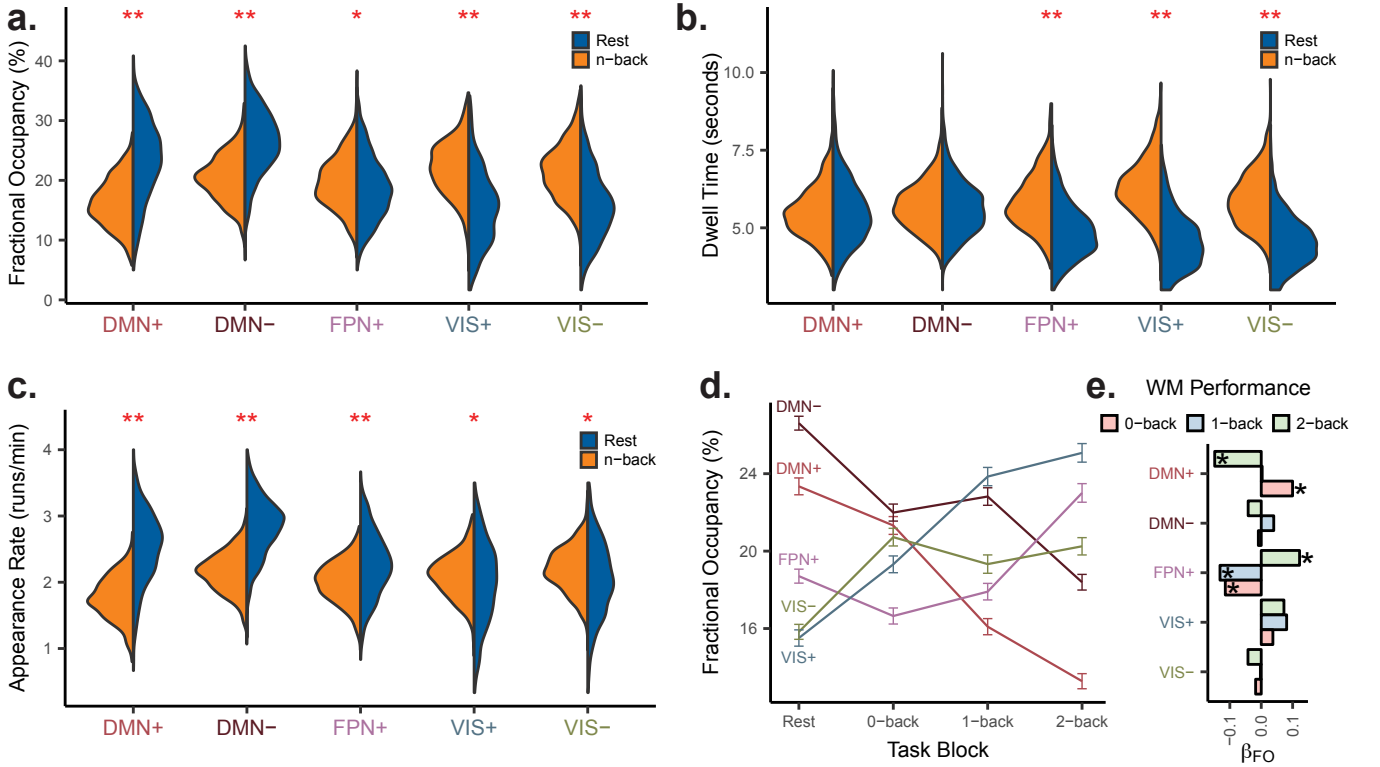 a.
** ** * ** **
Rest
n−back
Fractional Occupancy (%)
40
30
20
10
0
DMN+ DMN− FPN+ VIS+ VIS−
b.
** ** **
Rest
n−back
Dwell Time (seconds)
10.0
7.5
5.0
DMN+ DMN− FPN+ VIS+ VIS−
c.
** ** ** * *
Rest
n−back
Appearance Rate (runs/min)
4
3
2
1
DMN+ DMN− FPN+ VIS+ VIS−
d.
Fractional Occupancy (%)
24
20
16
DMN−
DMN+
FPN+
VIS−
VIS+
Rest 0−back 1−back 2−back
Task Block
e.
WM Performance
0−back 1−back 2−back
DMN+ * *
DMN−
FPN+ * * *
VIS+
VIS−
−0.1 0.0 0.1
βFO